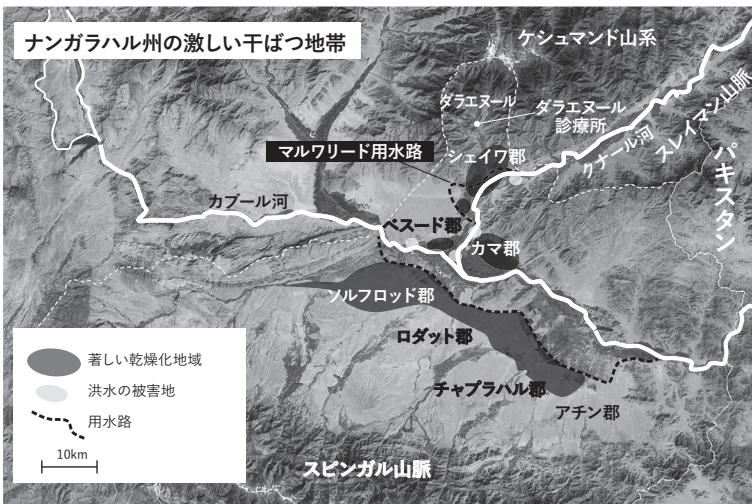 ナンガラハル州の激しい干ばつ地帯
ケシュマンド山系
ダラエヌール
ダラエヌール
診療所
マルワリード用水路
シェイワ郡
クナール河
スレイマン山脈
パキスタン
カブール河
ベスード郡
カマ郡
ソルフロッド郡
ロダット郡
チャプラハル郡
アチン郡
スピンガル山脈
著しい乾燥化地域
洪水の被害地
用水路
10km